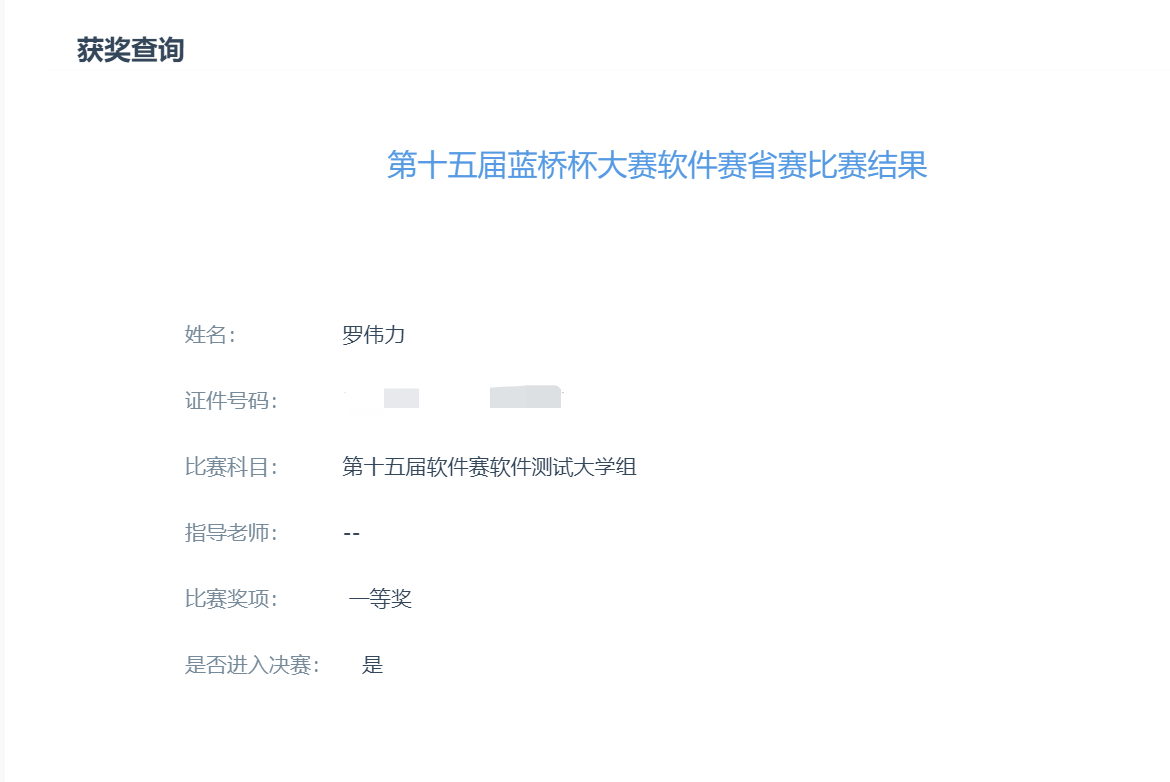 获奖查询
第十五届蓝桥杯大赛软件赛省赛比赛结果
姓名： 罗伟力
证件号码：
比赛科目： 第十五届软件赛软件测试大学组
指导老师： --
比赛奖项： 一等奖
是否进入决赛： 是